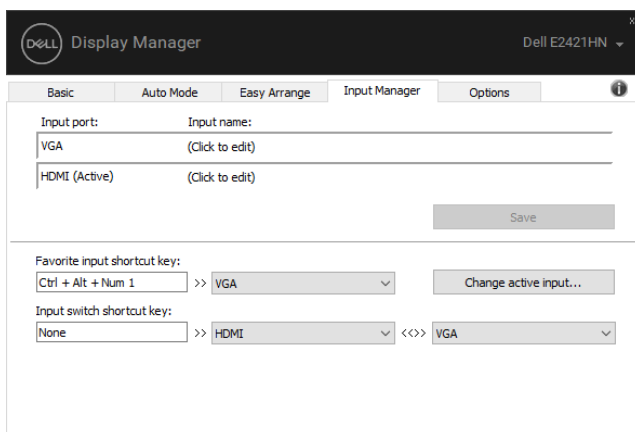 DELL Display Manager Dell E2421HN
Basic Auto Mode Easy Arrange Input Manager Options
Input port: Input name:
VGA (Click to edit)
HDMI (Active) (Click to edit)
Save
Favorite input shortcut key:
Ctrl + Alt + Num 1 >> VGA Change active input...
Input switch shortcut key:
None >> HDMI <<>> VGA